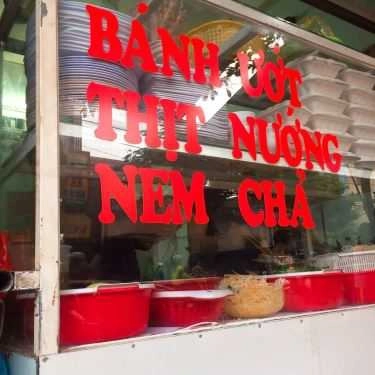 BÁNH ƯỚT
THỊT NƯỚNG
NEM CHẢ